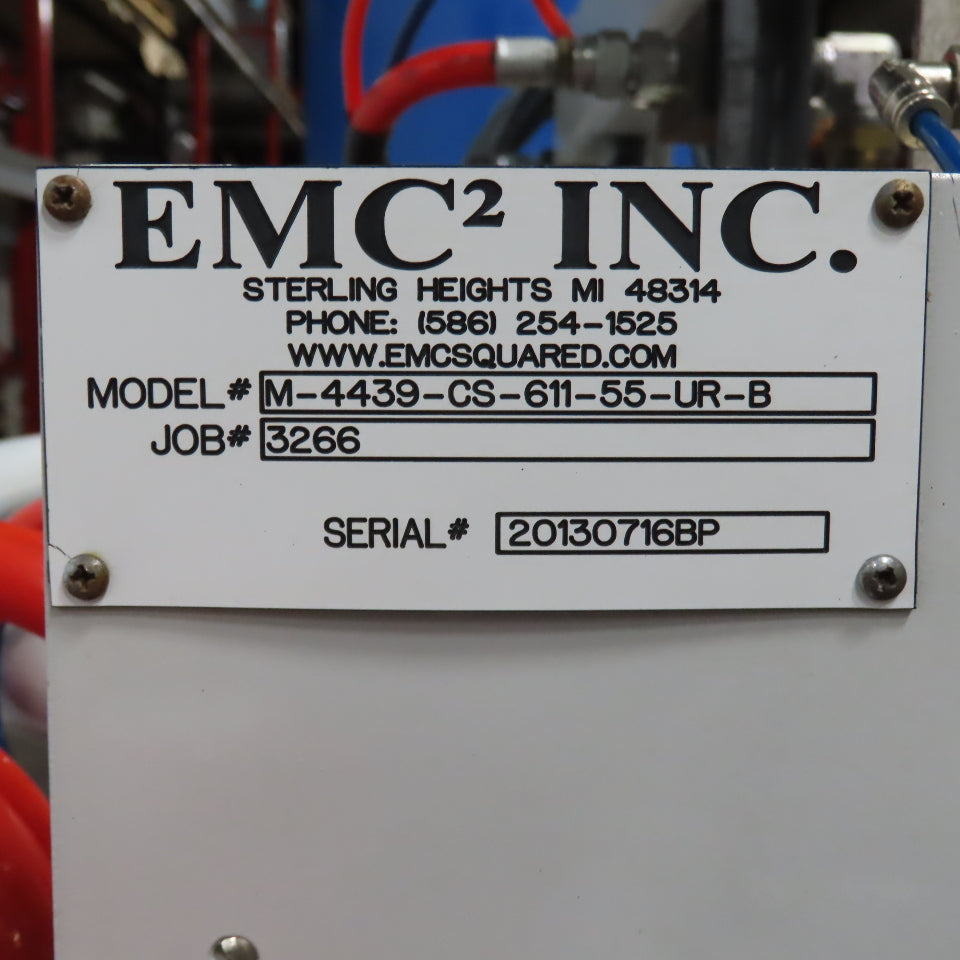 EMC² INC.
STERLING HEIGHTS MI 48314
PHONE: (586) 254-1525
WWW.EMCSQUARED.COM
MODEL# M-4439-CS-611-55-UR-B
JOB# 3266
SERIAL# 20130716BP